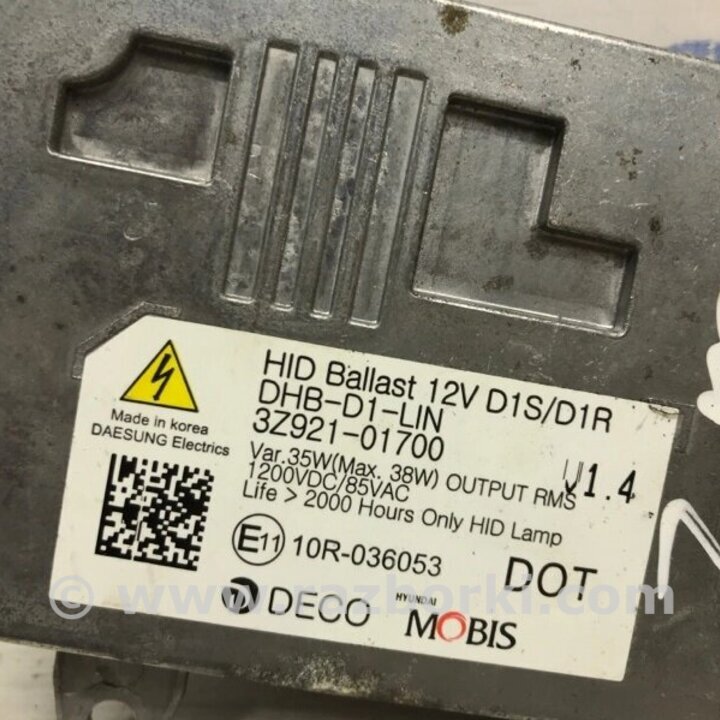 HID Ballast 12V D1S/D1R
DHB-D1-LIN
3Z921-01700
Made in korea
DAESUNG Electrics
Var.35W(Max. 38W) OUTPUT RMS
1200VDC/85VAC
V1.4
Life > 2000 Hours Only HID Lamp
E11 10R-036053
DOT
DECO
HYUNDAI
MOBIS
© www.razborki.com